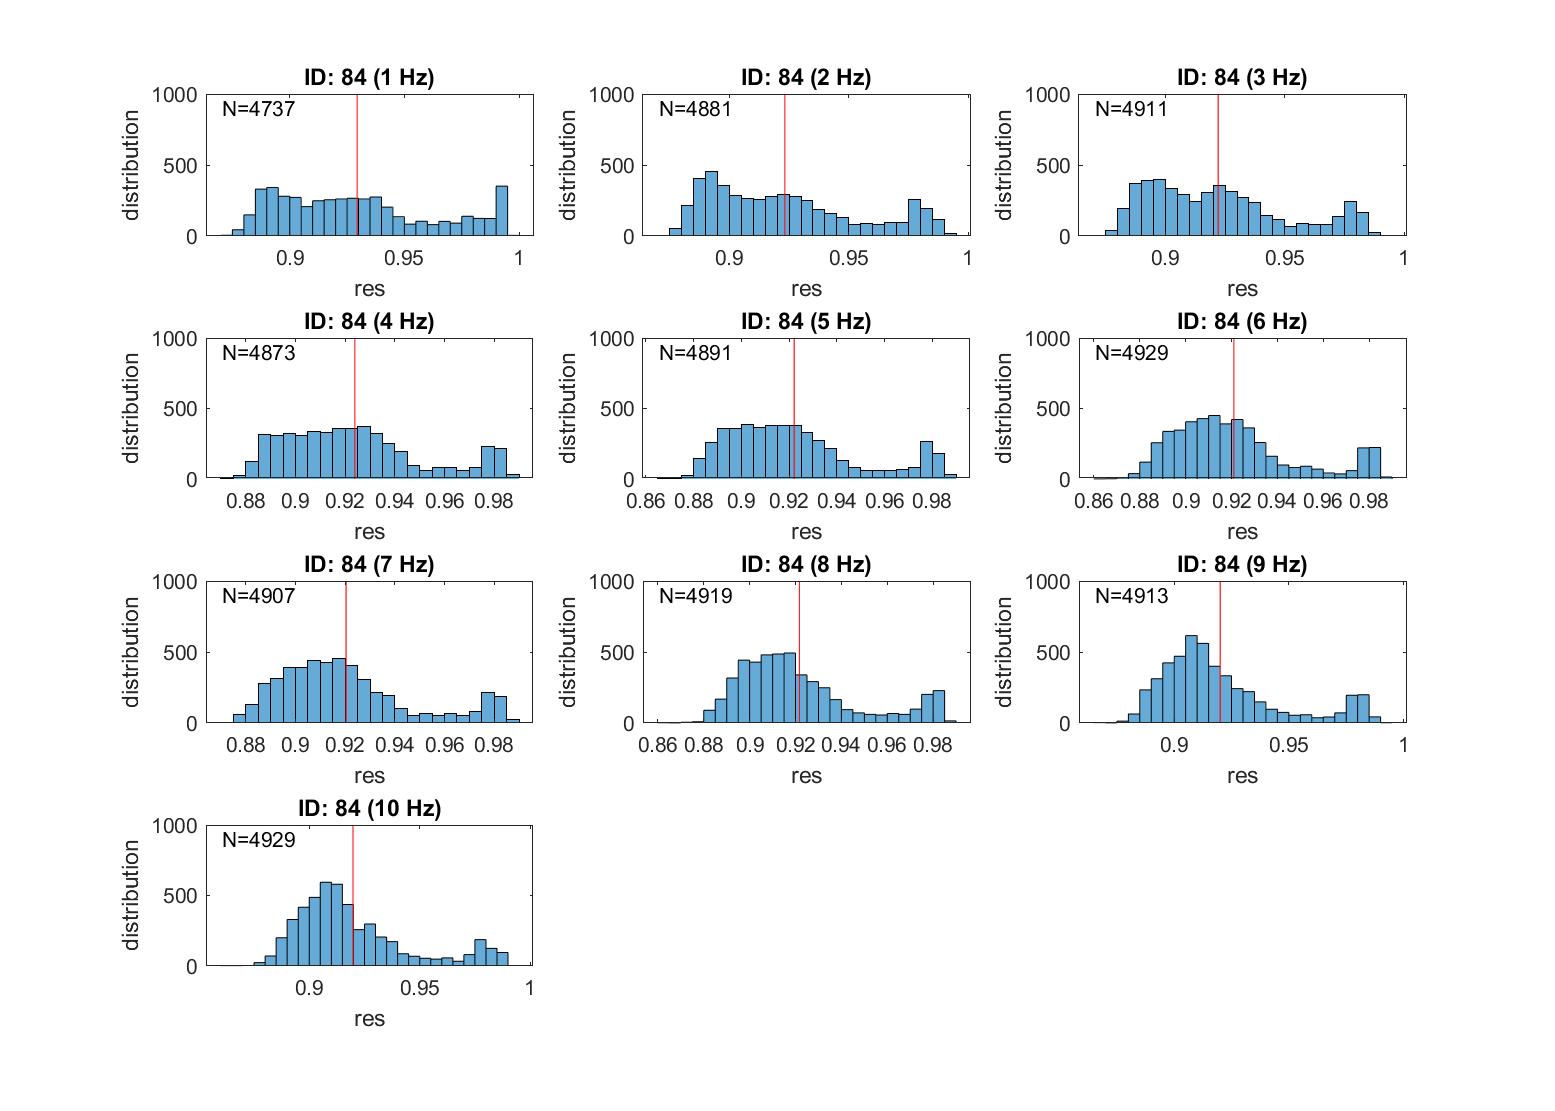 ID: 84 (1 Hz)
1000
500
0
distribution
N=4737
0.9 0.95 1
res
ID: 84 (2 Hz)
1000
500
0
distribution
N=4881
0.9 0.95 1
res
ID: 84 (3 Hz)
1000
500
0
distribution
N=4911
0.9 0.95 1
res
ID: 84 (4 Hz)
1000
500
0
distribution
N=4873
0.88 0.9 0.92 0.94 0.96 0.98
res
ID: 84 (5 Hz)
1000
500
0
distribution
N=4891
0.86 0.88 0.9 0.92 0.94 0.96 0.98
res
ID: 84 (6 Hz)
1000
500
0
distribution
N=4929
0.86 0.88 0.9 0.92 0.94 0.96 0.98
res
ID: 84 (7 Hz)
1000
500
0
distribution
N=4907
0.88 0.9 0.92 0.94 0.96 0.98
res
ID: 84 (8 Hz)
1000
500
0
distribution
N=4919
0.86 0.88 0.9 0.92 0.94 0.96 0.98
res
ID: 84 (9 Hz)
1000
500
0
distribution
N=4913
0.9 0.95 1
res
ID: 84 (10 Hz)
1000
500
0
distribution
N=4929
0.9 0.95 1
res